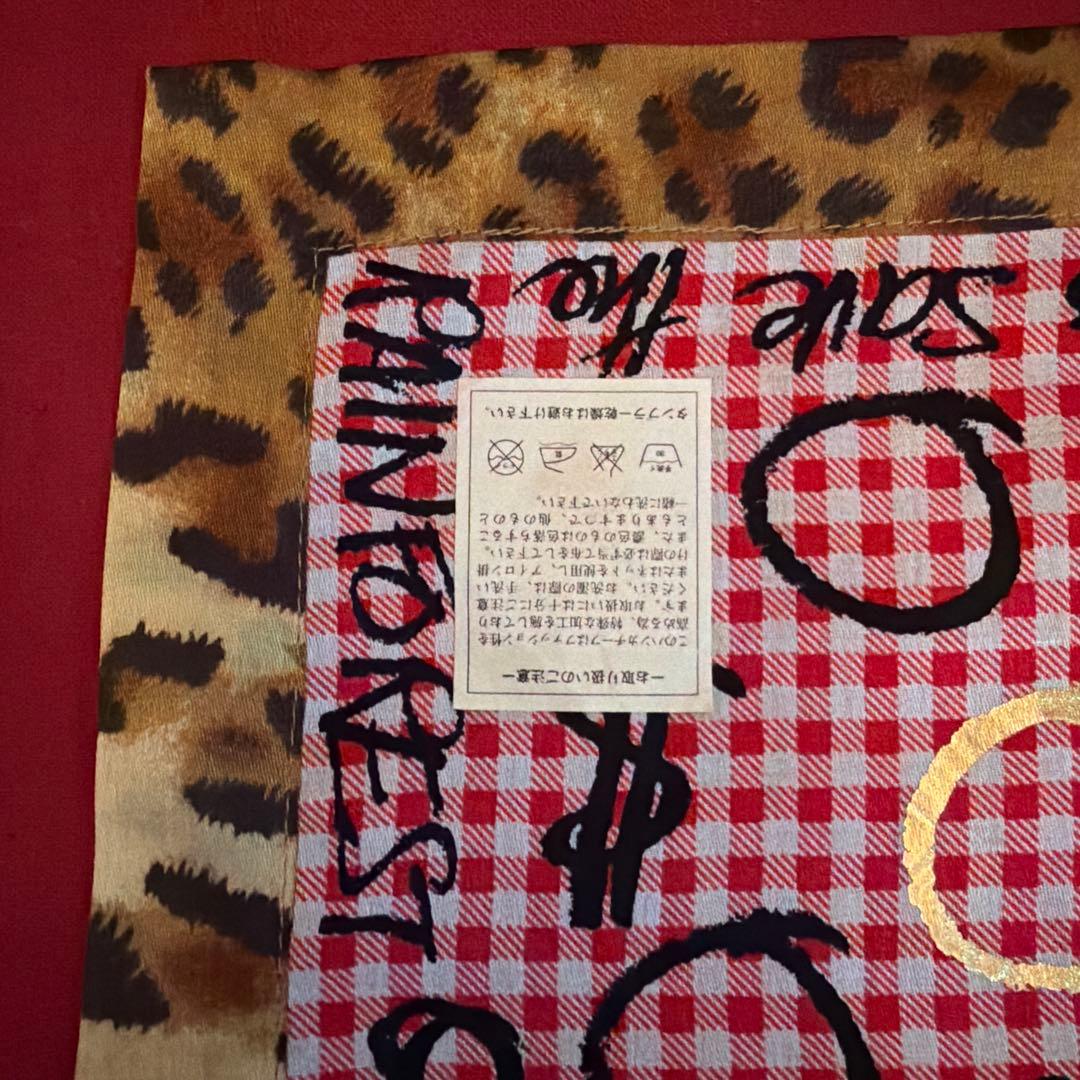 Save the
RAINFOREST
$
ーお取り扱いのご注意ー
このハンカチーフはファッション性を
高める為、特殊な加工を施しており
ます。お取扱いには十分にご注意
ください。お洗濯の際は、手洗い
またはネットを使用し、アイロン掛
けの際は必ず当て布をして下さい。
また、濃色のものは色落ちするこ
ともありますので、他のものと
一緒に洗わないで下さい。
手洗イ
30
中
タンブラー乾燥はお避け下さい。